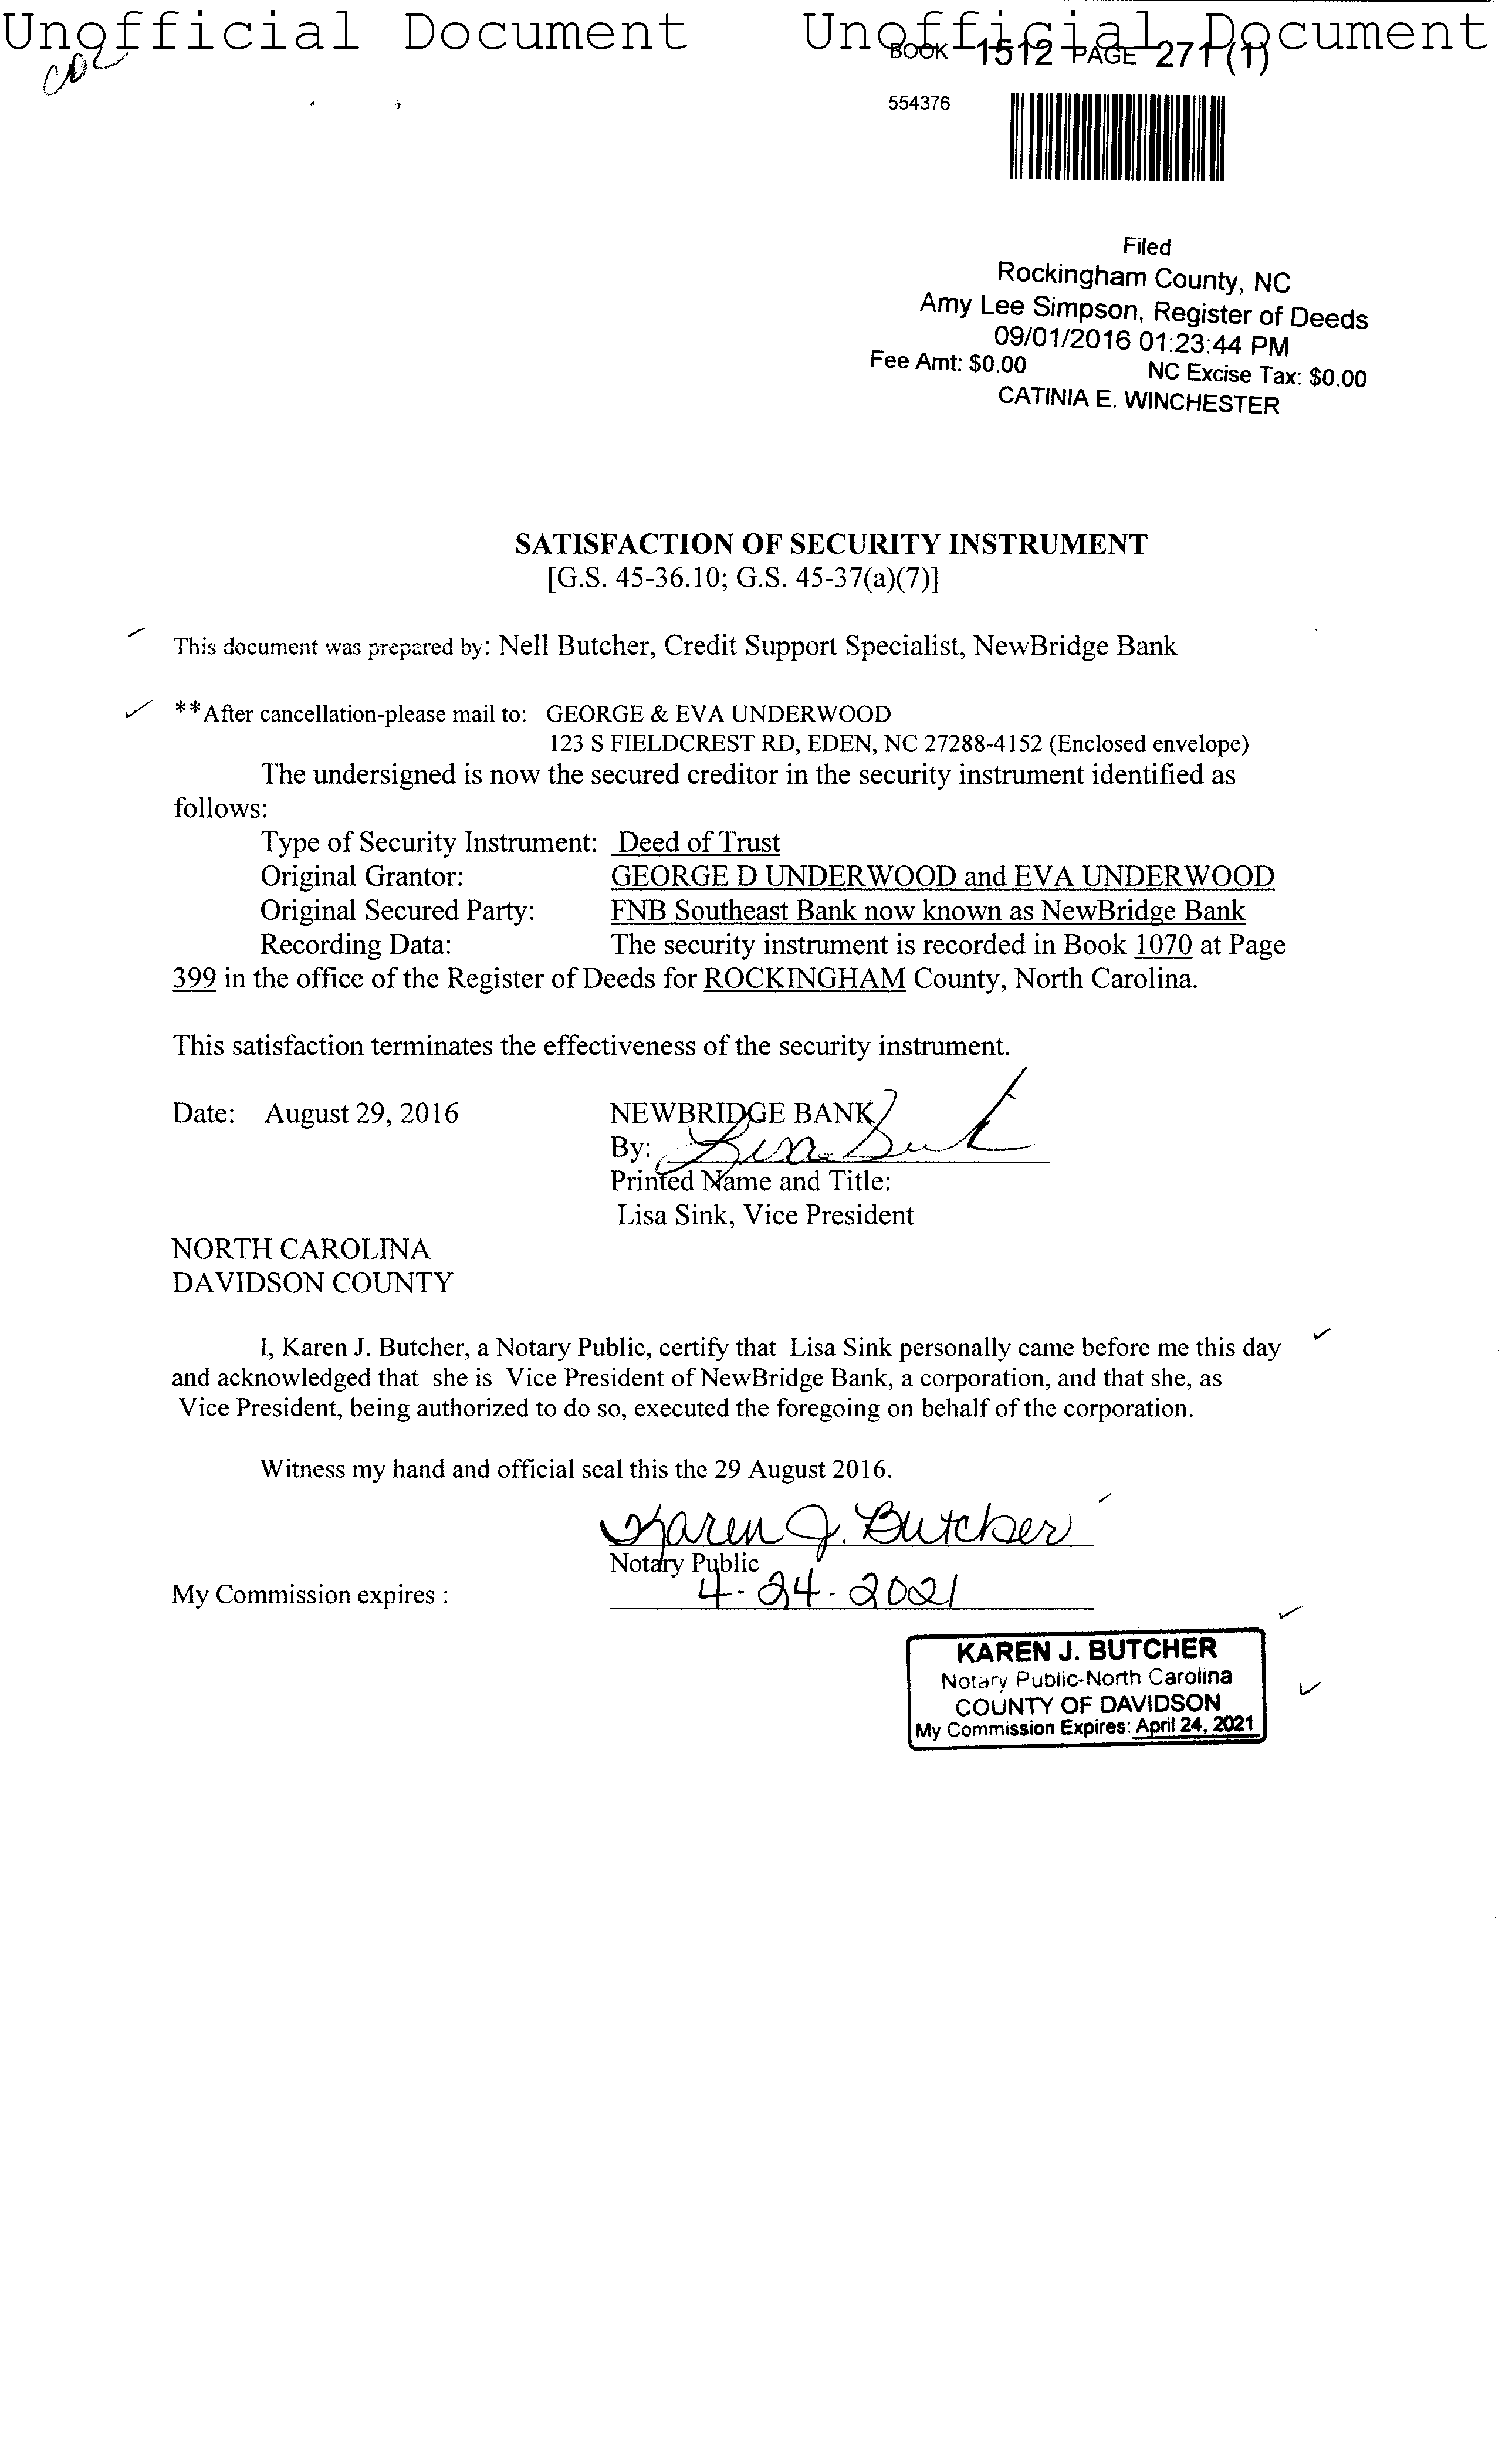 Unofficial Document Unofficial Document
CDL
BOOK 1512 PAGE 271 (1)
554376
Filed
Rockingham County, NC
Amy Lee Simpson, Register of Deeds
09/01/2016 01:23:44 PM
Fee Amt: $0.00 NC Excise Tax: $0.00
CATINIA E. WINCHESTER
SATISFACTION OF SECURITY INSTRUMENT
[G.S. 45-36.10; G.S. 45-37(a)(7)]
This document was prepared by: Nell Butcher, Credit Support Specialist, NewBridge Bank
**After cancellation-please mail to: GEORGE & EVA UNDERWOOD
123 S FIELDCREST RD, EDEN, NC 27288-4152 (Enclosed envelope)
The undersigned is now the secured creditor in the security instrument identified as
follows:
Type of Security Instrument: Deed of Trust
Original Grantor: GEORGE D UNDERWOOD and EVA UNDERWOOD
Original Secured Party: FNB Southeast Bank now known as NewBridge Bank
Recording Data: The security instrument is recorded in Book 1070 at Page
399 in the office of the Register of Deeds for ROCKINGHAM County, North Carolina.
This satisfaction terminates the effectiveness of the security instrument.
Date: August 29, 2016 NEWBRIDGE BANK
By: Lisa Sink
Printed Name and Title:
Lisa Sink, Vice President
NORTH CAROLINA
DAVIDSON COUNTY
I, Karen J. Butcher, a Notary Public, certify that Lisa Sink personally came before me this day
and acknowledged that she is Vice President of NewBridge Bank, a corporation, and that she, as
Vice President, being authorized to do so, executed the foregoing on behalf of the corporation.
Witness my hand and official seal this the 29 August 2016.
Karen J. Butcher
Notary Public
My Commission expires : 4-24-2021
KAREN J. BUTCHER
Notary Public-North Carolina
COUNTY OF DAVIDSON
My Commission Expires: April 24, 2021